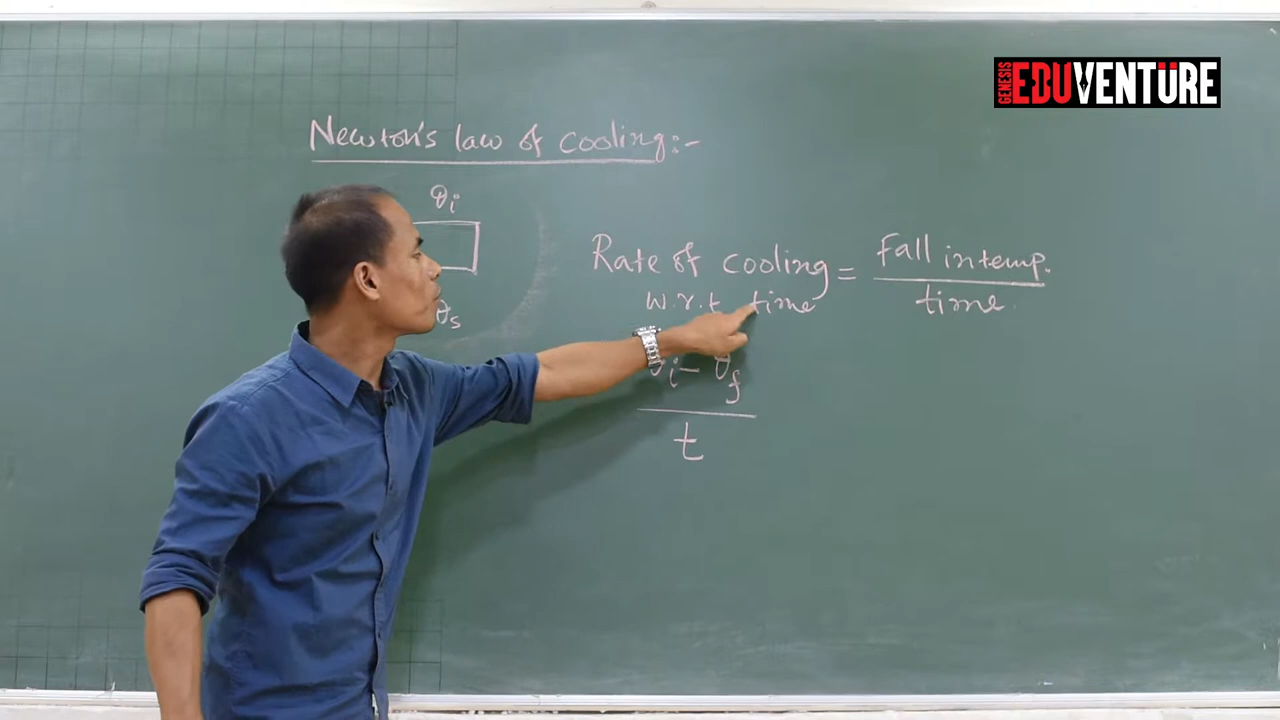 GENESIS EDUVENTURE
Newton's law of cooling:-
θi
θs
Rate of cooling = Fall in temp.
w.r.t time
time
θi - θf
t